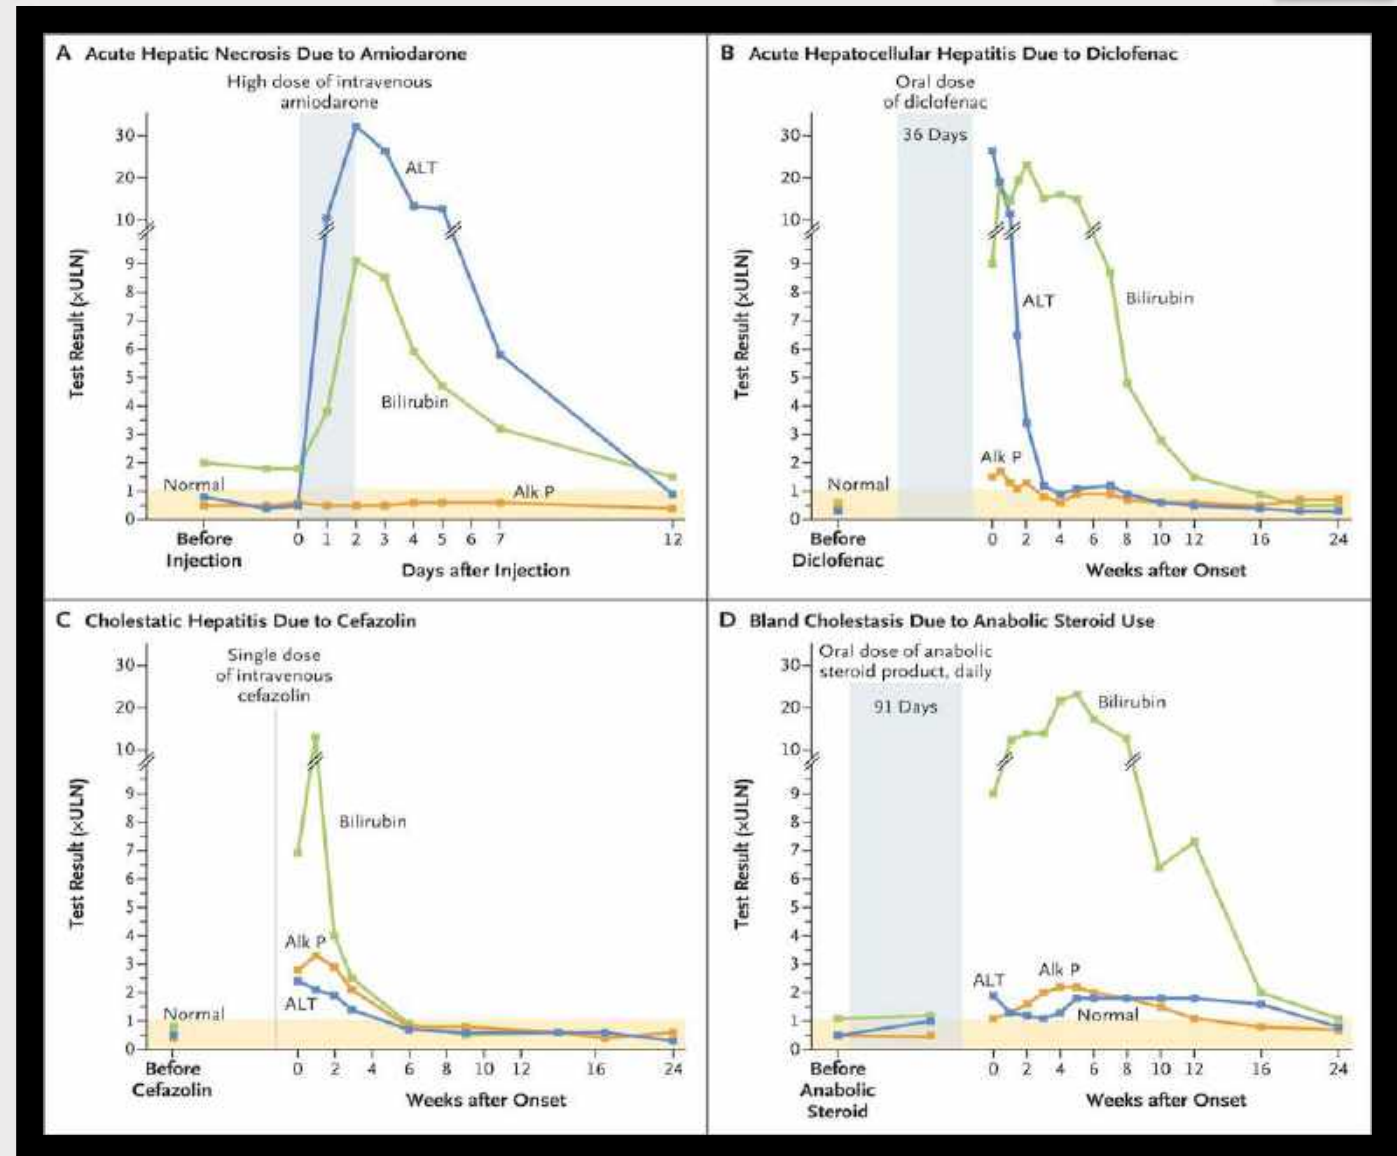 A Acute Hepatic Necrosis Due to Amiodarone
High dose of intravenous
amiodarone
30
20
10
9
8
7
6
5
4
3
2
1
0
Test Result (×ULN)
ALT
Bilirubin
Normal
Alk P
Before
Injection
0 1 2 3 4 5 6 7 12
Days after Injection
B Acute Hepatocellular Hepatitis Due to Diclofenac
Oral dose
of diclofenac
36 Days
30
20
10
9
8
7
6
5
4
3
2
1
0
Test Result (×ULN)
ALT
Bilirubin
Alk P
Normal
Before
Diclofenac
0 2 4 6 8 10 12 16 24
Weeks after Onset
C Cholestatic Hepatitis Due to Cefazolin
Single dose
of intravenous
cefazolin
30
20
10
9
8
7
6
5
4
3
2
1
0
Test Result (×ULN)
Bilirubin
Alk P
ALT
Normal
Before
Cefazolin
0 2 4 6 8 10 12 16 24
Weeks after Onset
D Bland Cholestasis Due to Anabolic Steroid Use
Oral dose of anabolic
steroid product, daily
91 Days
30
20
10
9
8
7
6
5
4
3
2
1
0
Test Result (×ULN)
Bilirubin
ALT
Alk P
Normal
Before
Anabolic
Steroid
0 2 4 6 8 10 12 16 24
Weeks after Onset